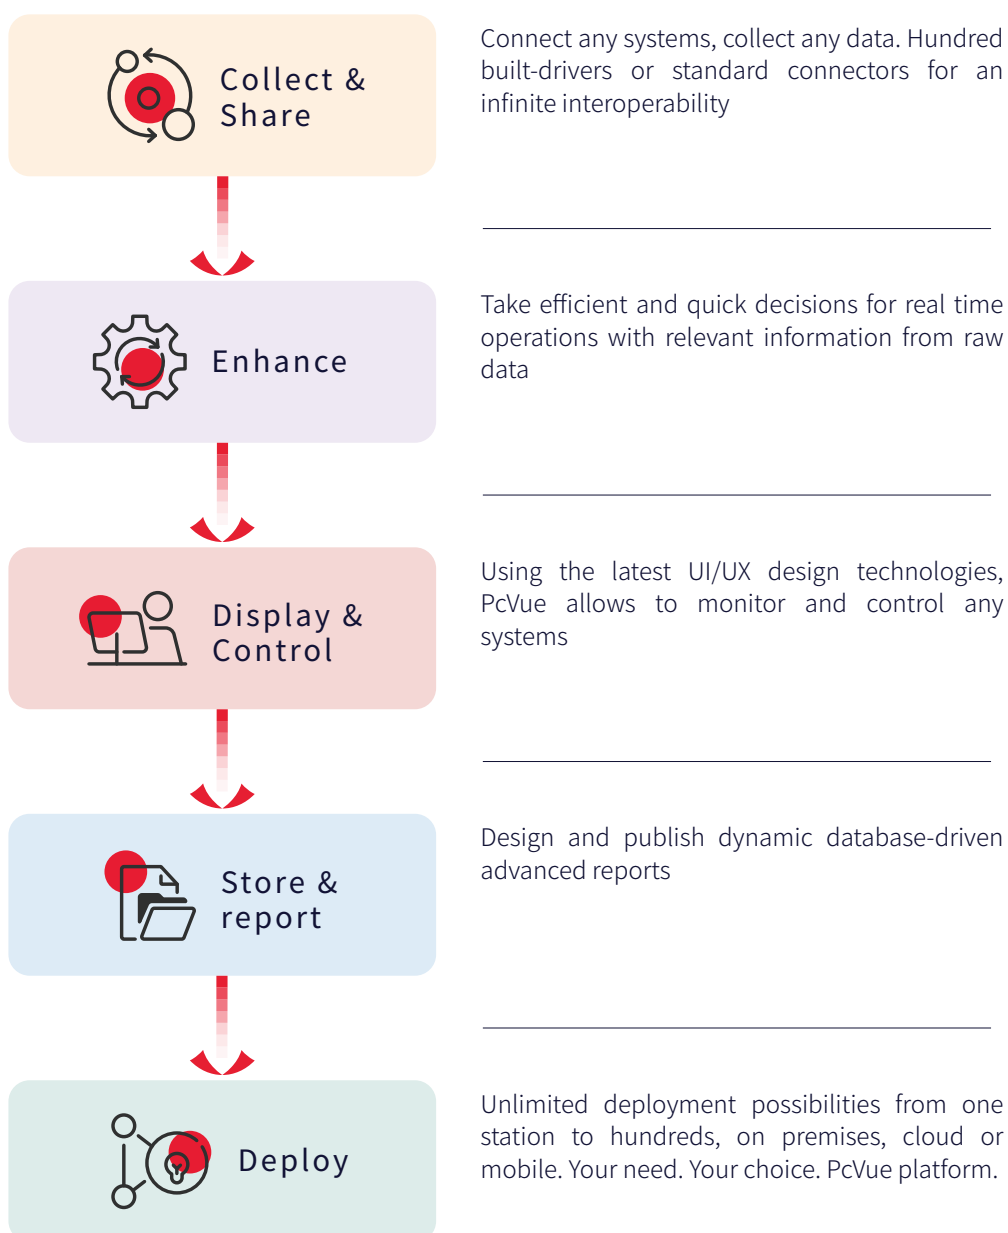 Collect &
Share
Connect any systems, collect any data. Hundred
built-drivers or standard connectors for an
infinite interoperability
Enhance
Take efficient and quick decisions for real time
operations with relevant information from raw
data
Display &
Control
Using the latest UI/UX design technologies,
PcVue allows to monitor and control any
systems
Store &
report
Design and publish dynamic database-driven
advanced reports
Deploy
Unlimited deployment possibilities from one
station to hundreds, on premises, cloud or
mobile. Your need. Your choice. PcVue platform.